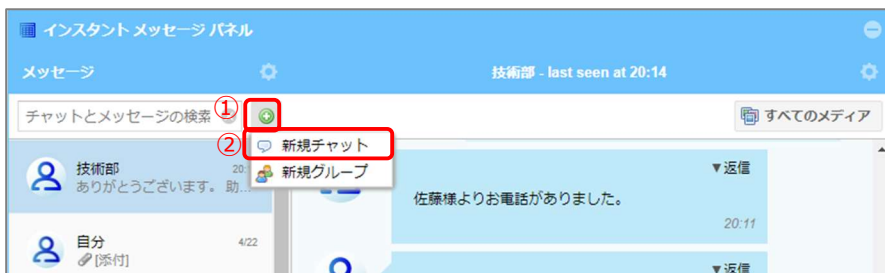 インスタント メッセージ パネル
メッセージ
技術部 - last seen at 20:14
チャットとメッセージの検索
①
すべてのメディア
② 新規チャット
新規グループ
技術部 20:
ありがとうございます。 助...
▼返信
佐藤様よりお電話がありました。
20:11
自分 4/22
[添付]
▼返信